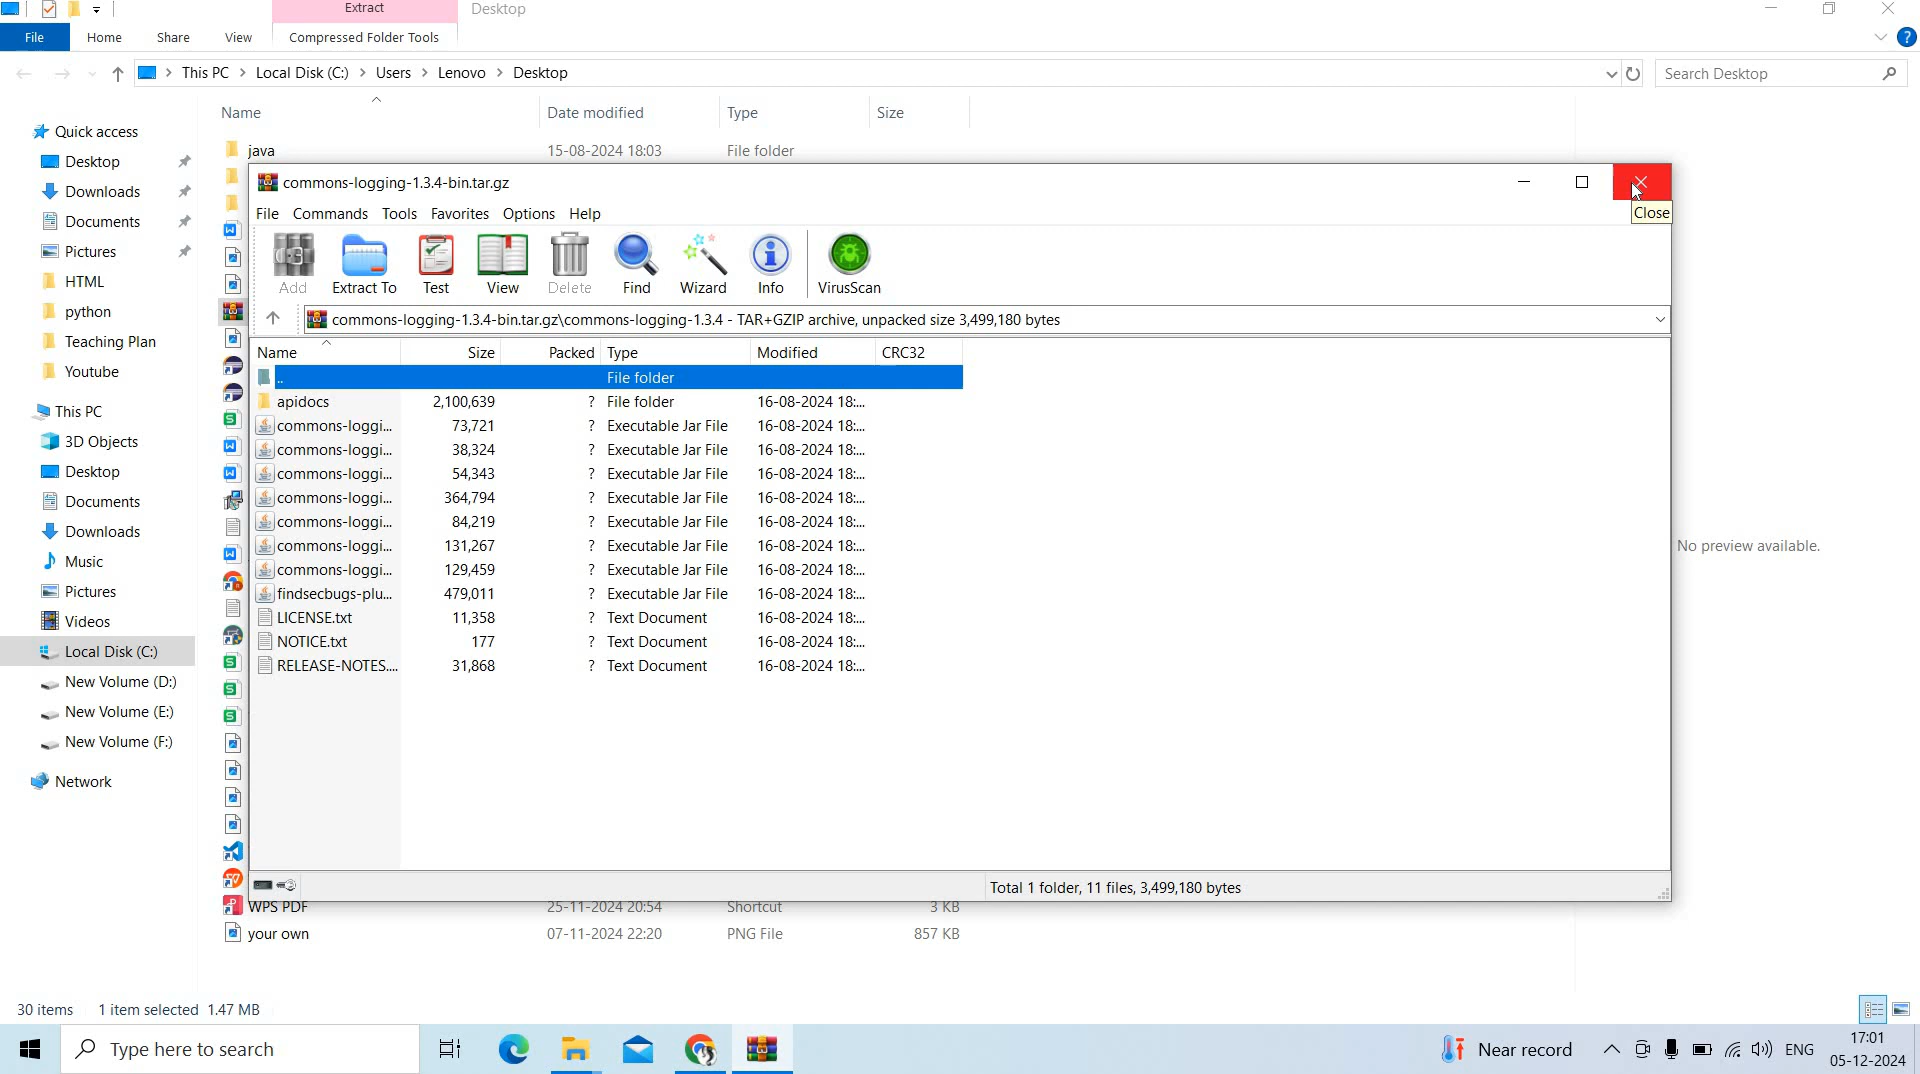 Extract
Desktop
File
Home
Share
View
Compressed Folder Tools
This PC > Local Disk (C:) > Users > Lenovo > Desktop
Search Desktop
Name
Date modified
Type
Size
Quick access
Desktop
Downloads
Documents
Pictures
HTML
python
Teaching Plan
Youtube
This PC
3D Objects
Desktop
Documents
Downloads
Music
Pictures
Videos
Local Disk (C:)
New Volume (D:)
New Volume (E:)
New Volume (F:)
Network
java 15-08-2024 18:03 File folder
commons-logging-1.3.4-bin.tar.gz
Close
File Commands Tools Favorites Options Help
Add Extract To Test View Delete Find Wizard Info VirusScan
commons-logging-1.3.4-bin.tar.gz\commons-logging-1.3.4 - TAR+GZIP archive, unpacked size 3,499,180 bytes
Name Size Packed Type Modified CRC32
.. File folder
apidocs 2,100,639 ? File folder 16-08-2024 18:...
commons-loggi... 73,721 ? Executable Jar File 16-08-2024 18:...
commons-loggi... 38,324 ? Executable Jar File 16-08-2024 18:...
commons-loggi... 54,343 ? Executable Jar File 16-08-2024 18:...
commons-loggi... 364,794 ? Executable Jar File 16-08-2024 18:...
commons-loggi... 84,219 ? Executable Jar File 16-08-2024 18:...
commons-loggi... 131,267 ? Executable Jar File 16-08-2024 18:...
commons-loggi... 129,459 ? Executable Jar File 16-08-2024 18:...
findsecbugs-plu... 479,011 ? Executable Jar File 16-08-2024 18:...
LICENSE.txt 11,358 ? Text Document 16-08-2024 18:...
NOTICE.txt 177 ? Text Document 16-08-2024 18:...
RELEASE-NOTES.... 31,868 ? Text Document 16-08-2024 18:...
Total 1 folder, 11 files, 3,499,180 bytes
No preview available.
WPS PDF 25-11-2024 20:54 Shortcut 3 KB
your own 07-11-2024 22:20 PNG File 857 KB
30 items 1 item selected 1.47 MB
Type here to search
Near record
ENG
17:01
05-12-2024